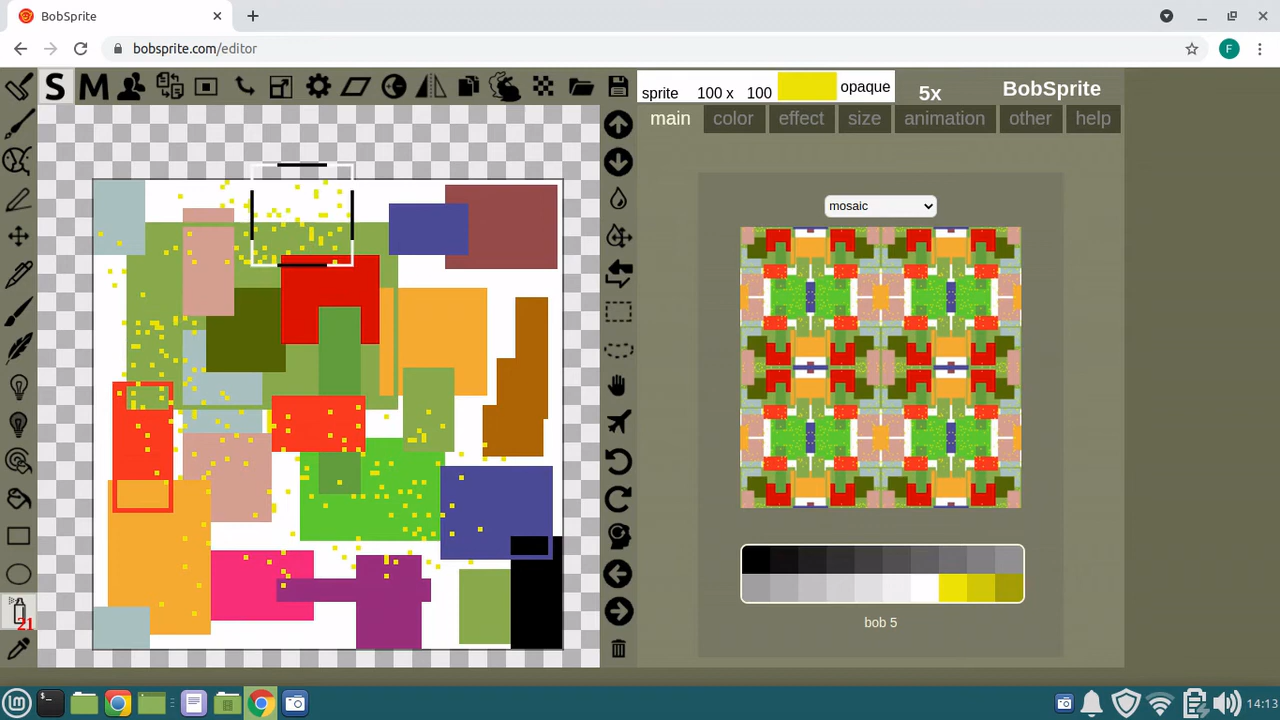 BobSprite
bobsprite.com/editor
F
S M
sprite 100 x 100 opaque 5x BobSprite
main color effect size animation other help
mosaic
21
bob 5
14:13